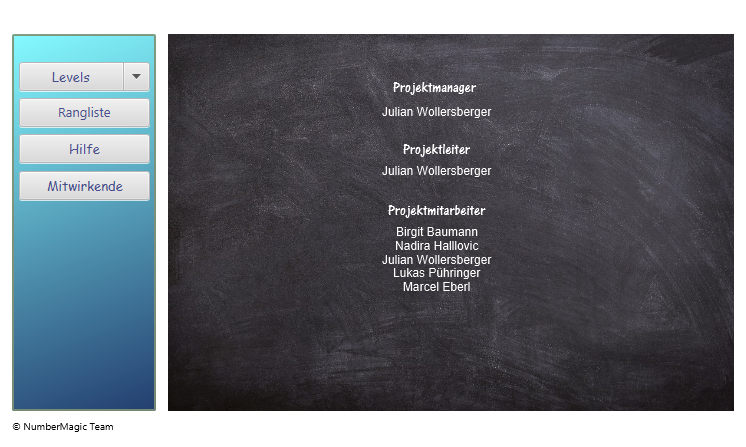 Levels
Rangliste
Hilfe
Mitwirkende
Projektmanager
Julian Wollersberger
Projektleiter
Julian Wollersberger
Projektmitarbeiter
Birgit Baumann
Nadira Halllovic
Julian Wollersberger
Lukas Pühringer
Marcel Eberl
© NumberMagic Team